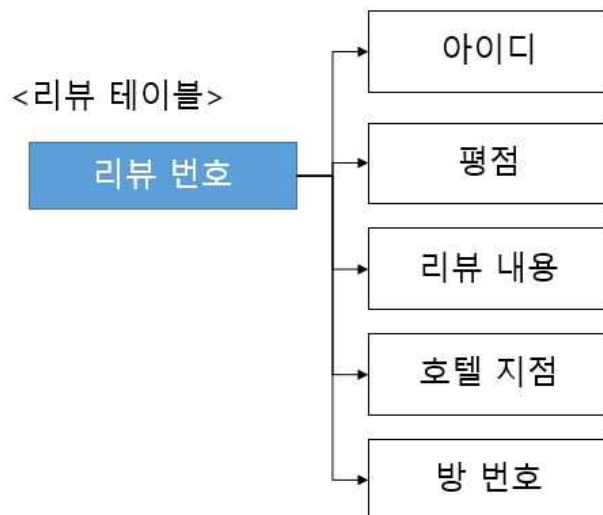 <리뷰 테이블>
리뷰 번호
아이디
평점
리뷰 내용
호텔 지점
방 번호